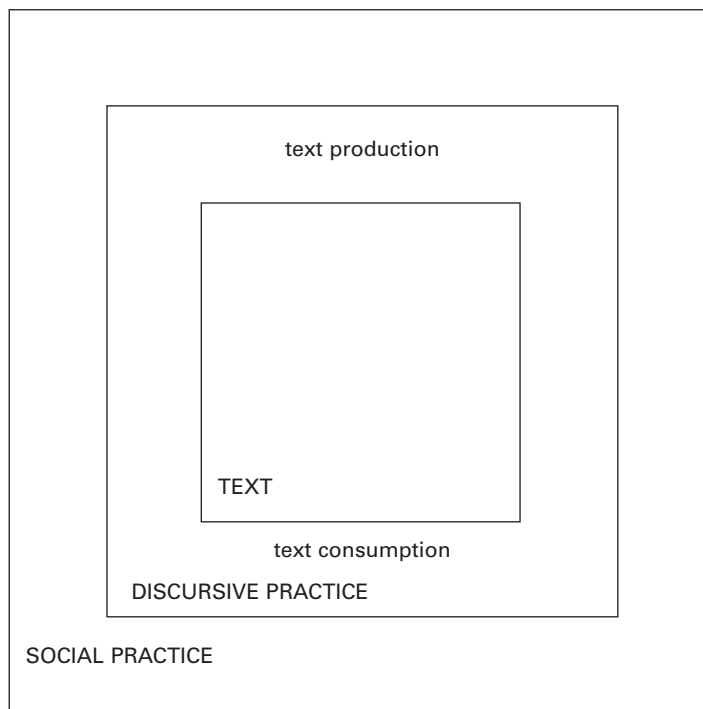 text production
TEXT
text consumption
DISCURSIVE PRACTICE
SOCIAL PRACTICE